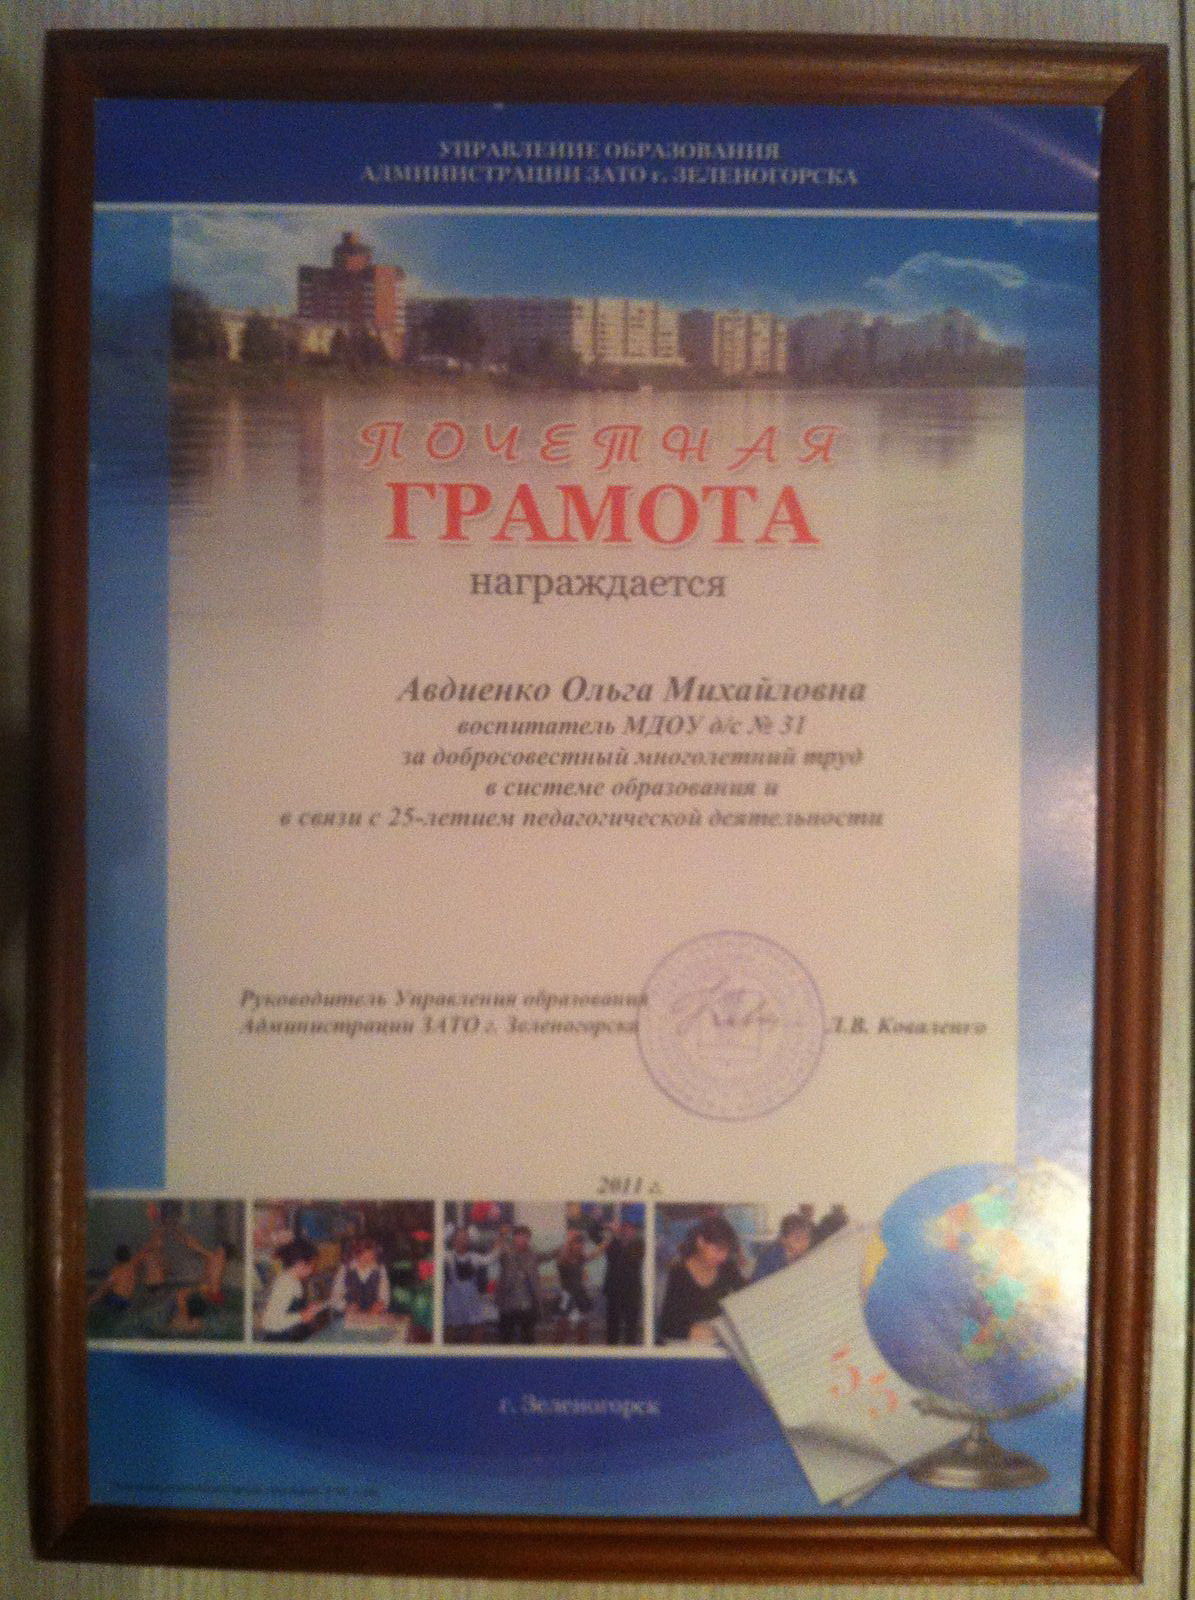 УПРАВЛЕНИЕ ОБРАЗОВАНИЯ
АДМИНИСТРАЦИИ ЗАТО г. ЗЕЛЕНОГОРСКА
ПОЧЕТНАЯ
ГРАМОТА
награждается
Авдиенко Ольга Михайловна
воспитатель МДОУ д/с № 31
за добросовестный многолетний труд
в системе образования и
в связи с 25-летием педагогической деятельности
Руководитель Управления образования
Администрации ЗАТО г. Зеленогорска Л.В. Коваленко
2011 г.
55
г. Зеленогорск